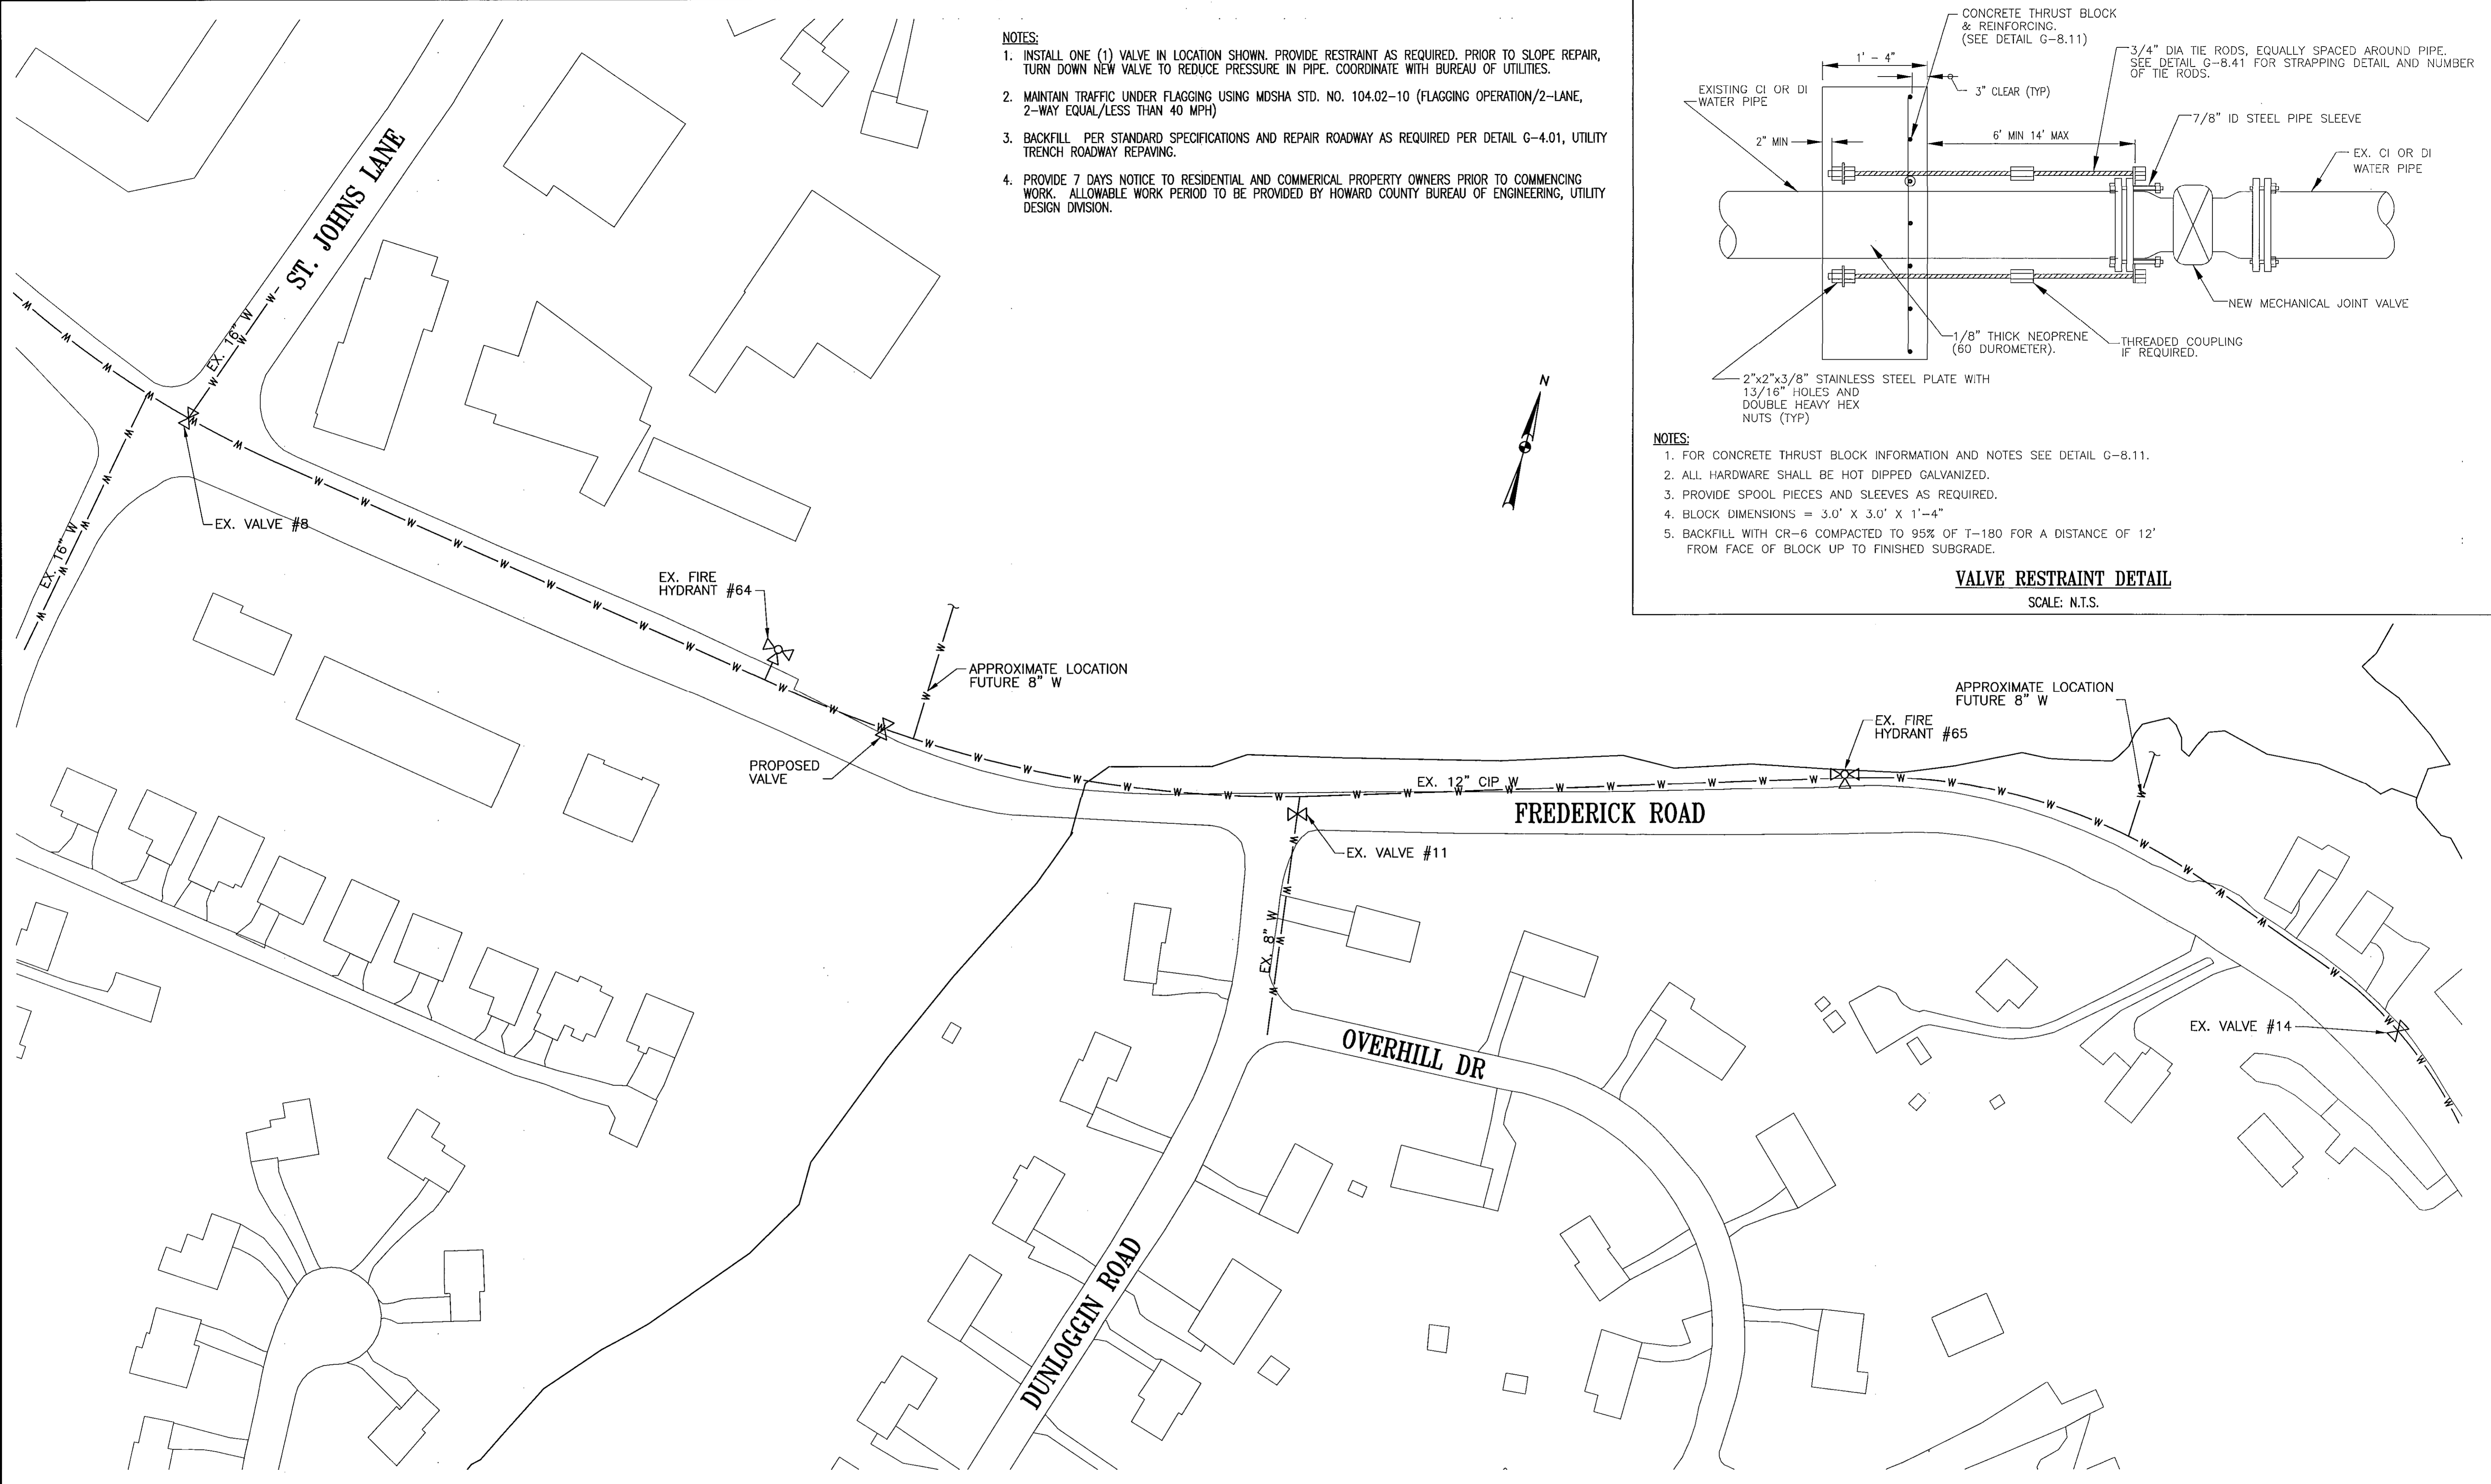 NOTES:
1. INSTALL ONE (1) VALVE IN LOCATION SHOWN. PROVIDE RESTRAINT AS REQUIRED. PRIOR TO SLOPE REPAIR,
TURN DOWN NEW VALVE TO REDUCE PRESSURE IN PIPE. COORDINATE WITH BUREAU OF UTILITIES.
2. MAINTAIN TRAFFIC UNDER FLAGGING USING MDSHA STD. NO. 104.02-10 (FLAGGING OPERATION/2-LANE,
2-WAY EQUAL/LESS THAN 40 MPH)
3. BACKFILL PER STANDARD SPECIFICATIONS AND REPAIR ROADWAY AS REQUIRED PER DETAIL G-4.01, UTILITY
TRENCH ROADWAY REPAVING.
4. PROVIDE 7 DAYS NOTICE TO RESIDENTIAL AND COMMERICAL PROPERTY OWNERS PRIOR TO COMMENCING
WORK. ALLOWABLE WORK PERIOD TO BE PROVIDED BY HOWARD COUNTY BUREAU OF ENGINEERING, UTILITY
DESIGN DIVISION.
CONCRETE THRUST BLOCK
& REINFORCING.
(SEE DETAIL G-8.11)
3/4" DIA TIE RODS, EQUALLY SPACED AROUND PIPE.
SEE DETAIL G-8.41 FOR STRAPPING DETAIL AND NUMBER
OF TIE RODS.
1' - 4"
3" CLEAR (TYP)
EXISTING CI OR DI
WATER PIPE
7/8" ID STEEL PIPE SLEEVE
2" MIN
6' MIN 14' MAX
EX. CI OR DI
WATER PIPE
NEW MECHANICAL JOINT VALVE
1/8" THICK NEOPRENE
(60 DUROMETER).
THREADED COUPLING
IF REQUIRED.
2"x2"x3/8" STAINLESS STEEL PLATE WITH
13/16" HOLES AND
DOUBLE HEAVY HEX
NUTS (TYP)
NOTES:
1. FOR CONCRETE THRUST BLOCK INFORMATION AND NOTES SEE DETAIL G-8.11.
2. ALL HARDWARE SHALL BE HOT DIPPED GALVANIZED.
3. PROVIDE SPOOL PIECES AND SLEEVES AS REQUIRED.
4. BLOCK DIMENSIONS = 3.0' X 3.0' X 1'-4"
5. BACKFILL WITH CR-6 COMPACTED TO 95% OF T-180 FOR A DISTANCE OF 12'
FROM FACE OF BLOCK UP TO FINISHED SUBGRADE.
VALVE RESTRAINT DETAIL
SCALE: N.T.S.
N
ST. JOHNS LANE
EX. 16" W
EX. 16" W
EX. VALVE #8
EX. FIRE
HYDRANT #64
APPROXIMATE LOCATION
FUTURE 8" W
PROPOSED
VALVE
EX. 12" CIP W
FREDERICK ROAD
EX. FIRE
HYDRANT #65
APPROXIMATE LOCATION
FUTURE 8" W
EX. VALVE #11
EX. 8" W
OVERHILL DR
EX. VALVE #14
DUNLOGGIN ROAD